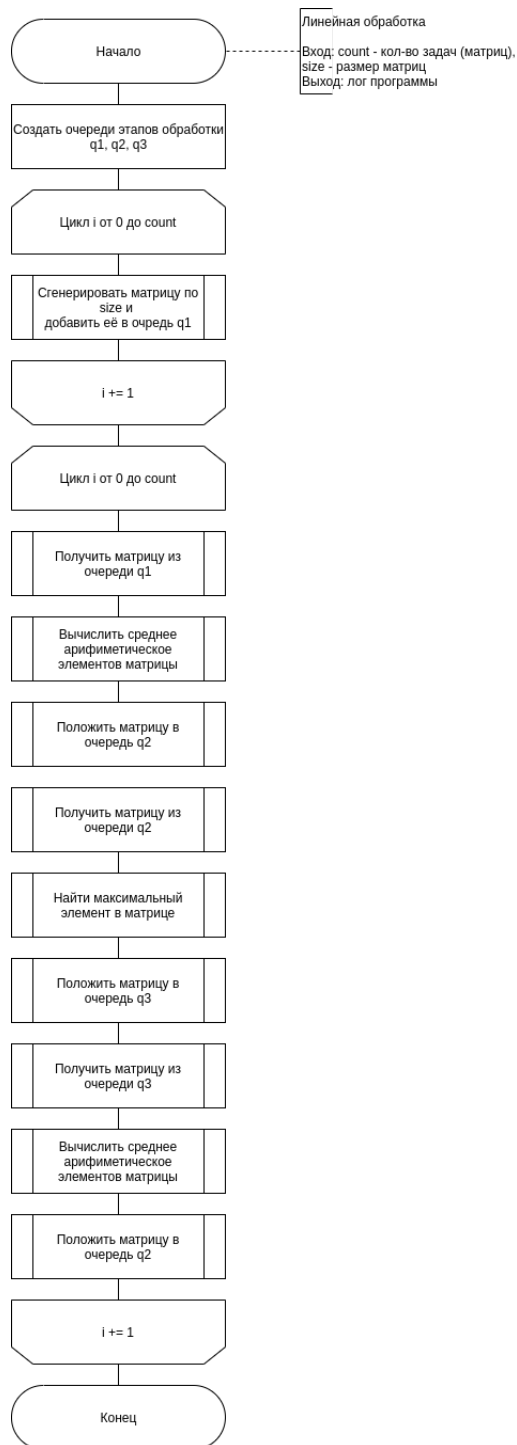 Начало
Линейная обработка
Вход: count - кол-во задач (матриц),
size - размер матриц
Выход: лог программы
Создать очереди этапов обработки
q1, q2, q3
Цикл i от 0 до count
Сгенерировать матрицу по
size и
добавить её в очредь q1
i += 1
Цикл i от 0 до count
Получить матрицу из
очереди q1
Вычислить среднее
арифиметическое
элементов матрицы
Положить матрицу в
очередь q2
Получить матрицу из
очереди q2
Найти максимальный
элемент в матрице
Положить матрицу в
очередь q3
Получить матрицу из
очереди q3
Вычислить среднее
арифиметическое
элементов матрицы
Положить матрицу в
очередь q2
i += 1
Конец